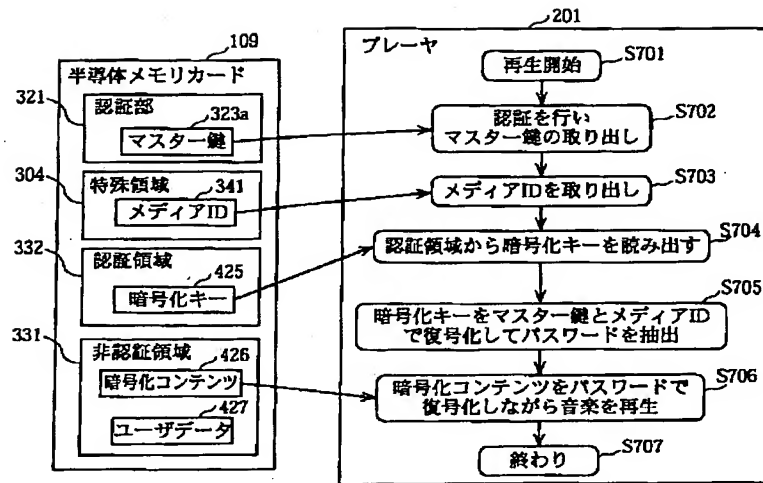 109
半導体メモリカード
321
認証部
323a
マスター鍵
304
特殊領域
341
メディアID
332
認証領域
425
暗号化キー
331
非認証領域
426
暗号化コンテンツ
427
ユーザデータ
201
プレーヤ
再生開始
S701
認証を行い
マスター鍵の取り出し
S702
メディアIDを取り出し
S703
認証領域から暗号化キーを読み出す
S704
暗号化キーをマスター鍵とメディアID
で復号化してパスワードを抽出
S705
暗号化コンテンツをパスワードで
復号化しながら音楽を再生
S706
終わり
S707